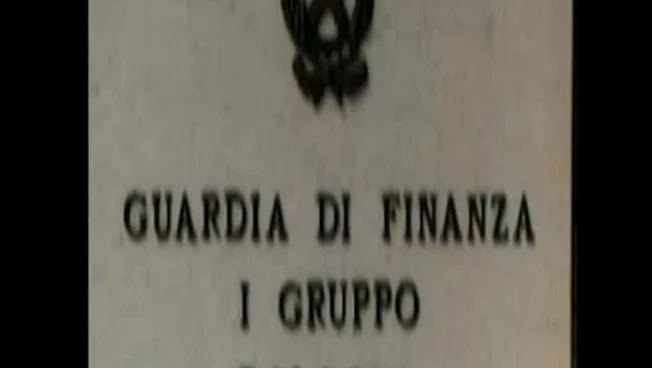 GUARDIA DI FINANZA
I GRUPPO